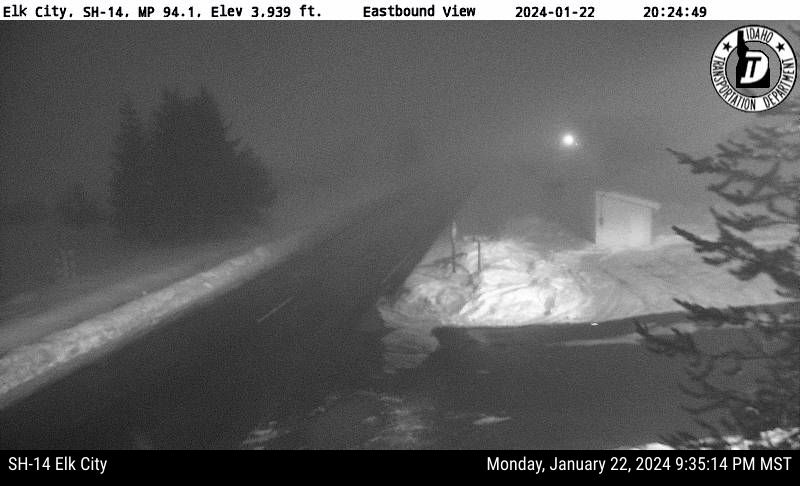 Elk City, SH-14, MP 94.1, Elev 3,939 ft. Eastbound View 2024-01-22 20:24:49
IDAHO
TRANSPORTATION DEPARTMENT
SH-14 Elk City Monday, January 22, 2024 9:35:14 PM MST